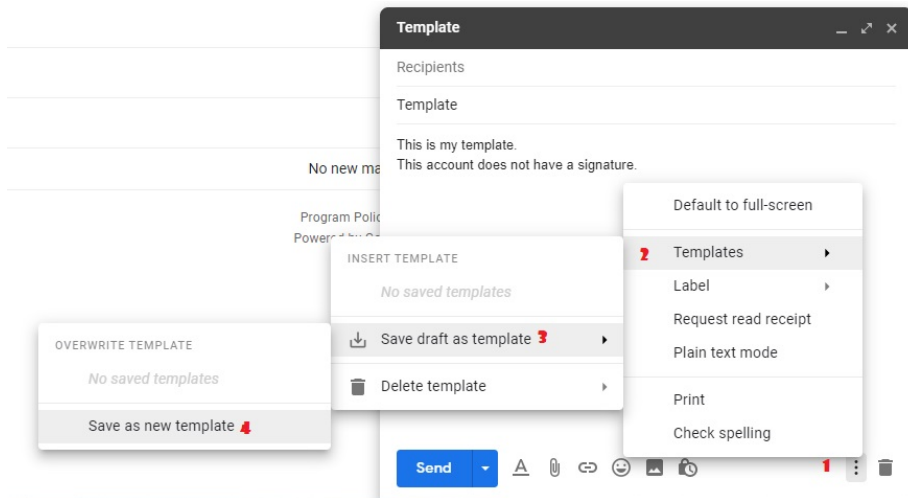 Template
Recipients
Template
This is my template.
This account does not have a signature.
No new ma
Program Polic
Powered by
Default to full-screen
2 Templates
Label
Request read receipt
Plain text mode
Print
Check spelling
INSERT TEMPLATE
No saved templates
Save draft as template 3
Delete template
OVERWRITE TEMPLATE
No saved templates
Save as new template 4
Send
A
1